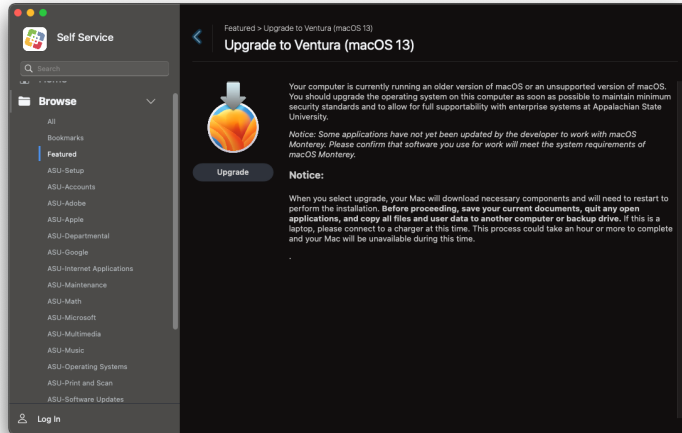 Self Service
Search
Browse
All
Bookmarks
Featured
ASU-Setup
ASU-Accounts
ASU-Adobe
ASU-Apple
ASU-Departmental
ASU-Google
ASU-Internet Applications
ASU-Maintenance
ASU-Math
ASU-Microsoft
ASU-Multimedia
ASU-Music
ASU-Operating Systems
ASU-Print and Scan
ASU-Software Updates
Log In
Featured > Upgrade to Ventura (macOS 13)
Upgrade to Ventura (macOS 13)
Upgrade
Your computer is currently running an older version of macOS or an unsupported version of macOS.
You should upgrade the operating system on this computer as soon as possible to maintain minimum
security standards and to allow for full supportability with enterprise systems at Appalachian State
University.
Notice: Some applications have not yet been updated by the developer to work with macOS
Monterey. Please confirm that software you use for work will meet the system requirements of
macOS Monterey.
Notice:
When you select upgrade, your Mac will download necessary components and will need to restart to
perform the installation. Before proceeding, save your current documents, quit any open
applications, and copy all files and user data to another computer or backup drive. If this is a
laptop, please connect to a charger at this time. This process could take an hour or more to complete
and your Mac will be unavailable during this time.
.